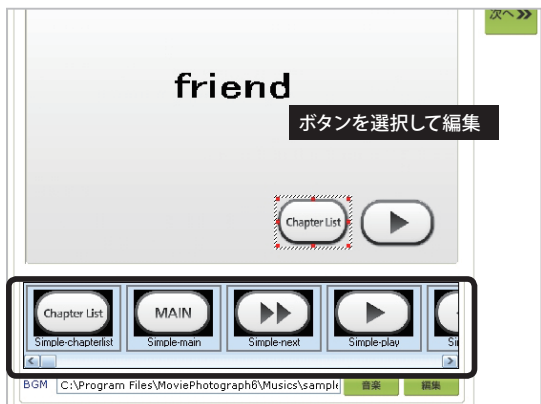 次へ
friend
ボタンを選択して編集
Chapter List
Chapter List
MAIN
Simple-chapterlist
Simple-main
Simple-next
Simple-play
BGM
C:\Program Files\MoviePhotograph6\Musics\sampl
音楽
編集